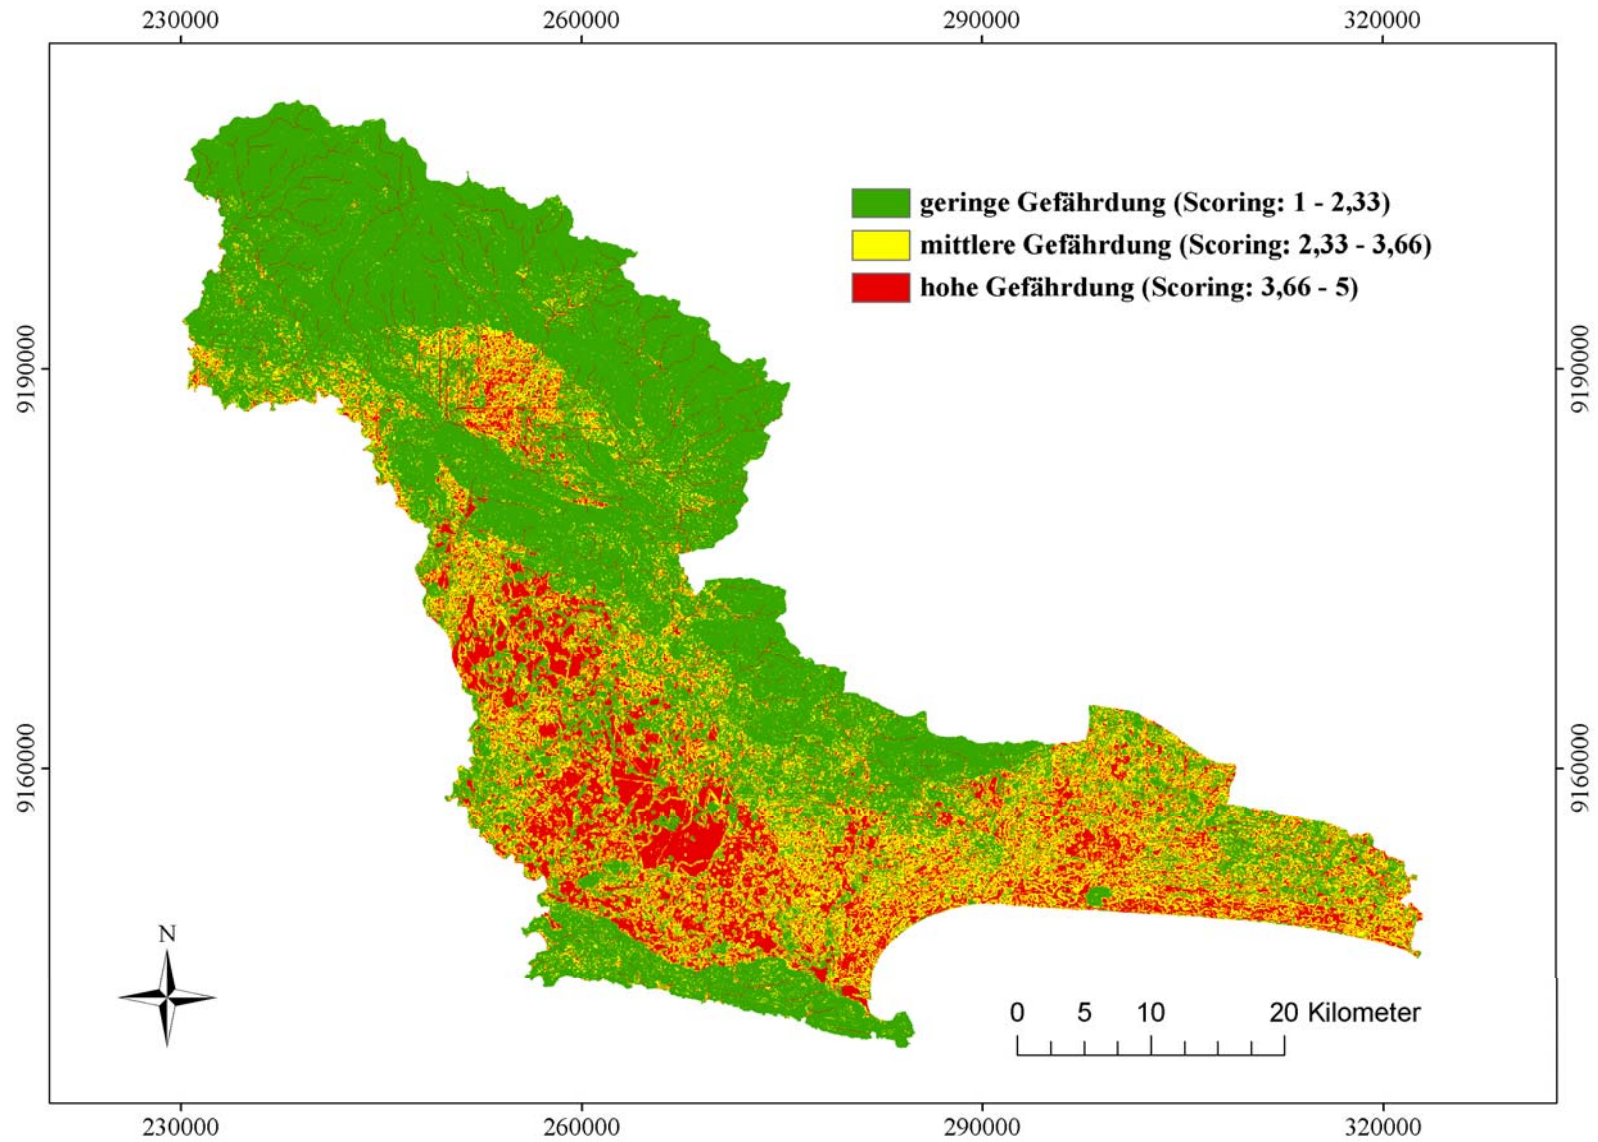 230000 260000 290000 320000
geringe Gefährdung (Scoring: 1 - 2,33)
mittlere Gefährdung (Scoring: 2,33 - 3,66)
hohe Gefährdung (Scoring: 3,66 - 5)
9190000 9190000
9160000 9160000
N
0 5 10 20 Kilometer
230000 260000 290000 320000